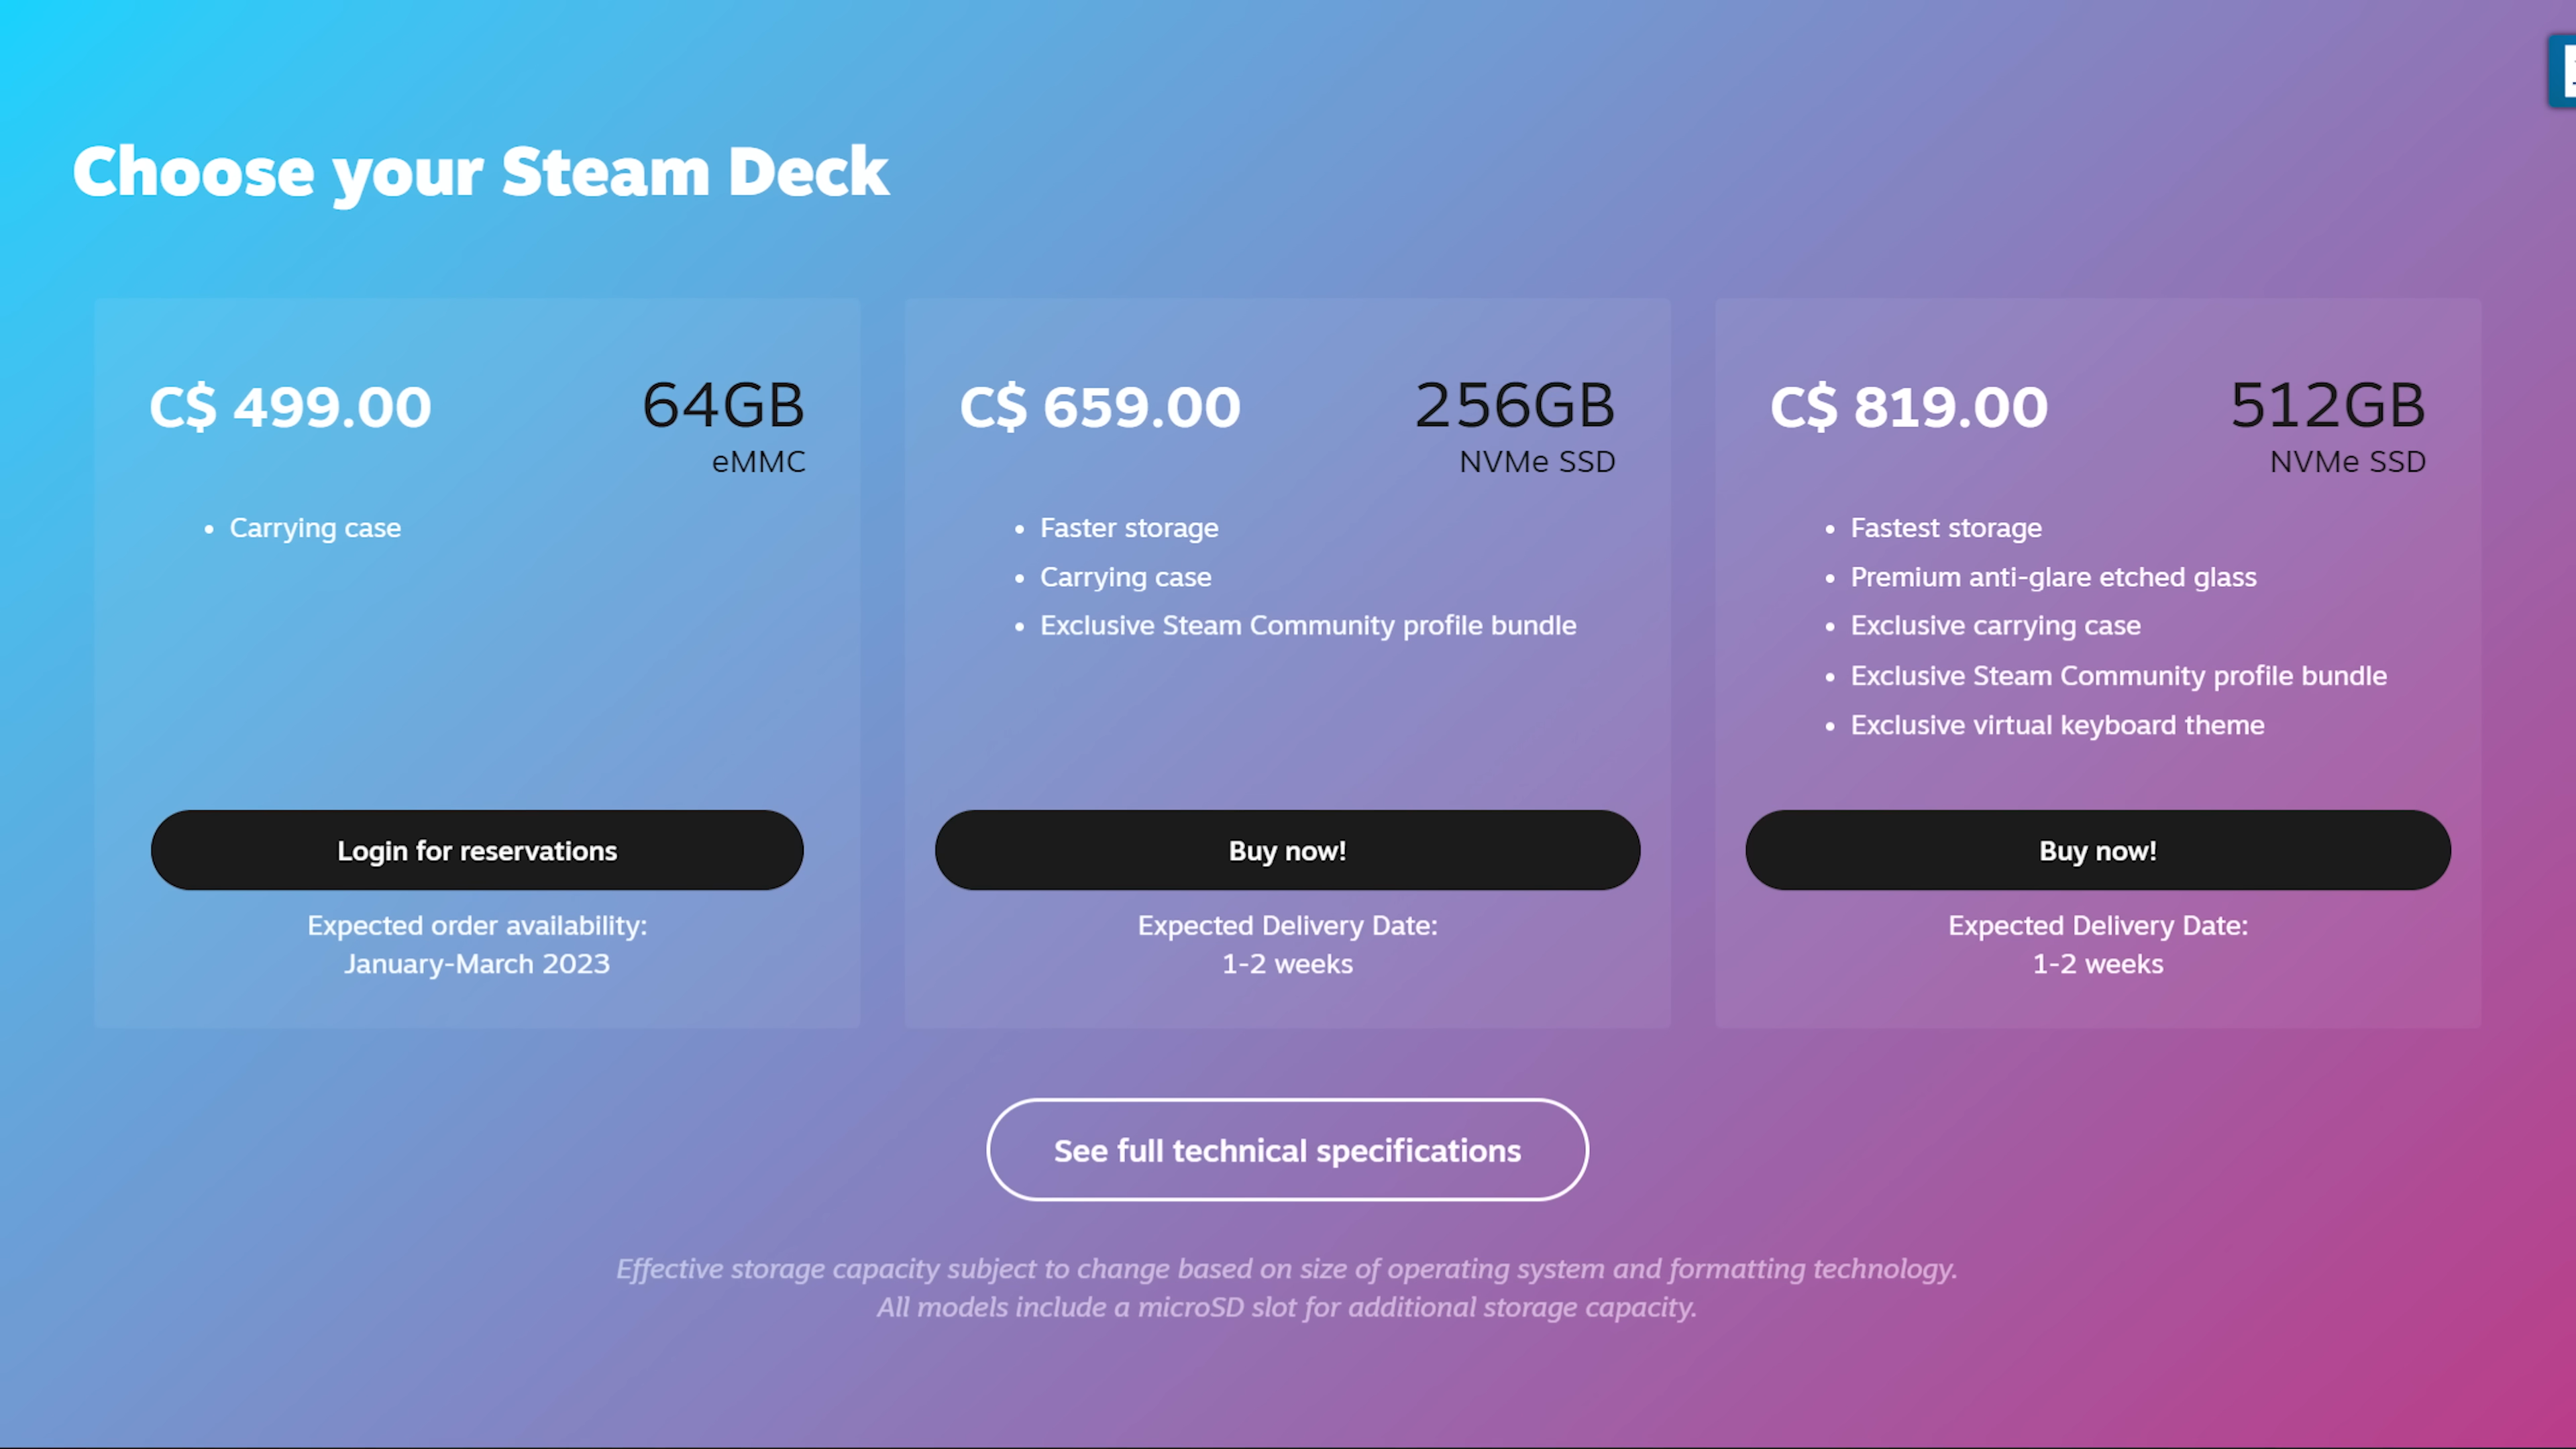 Choose your Steam Deck
C$ 499.00
64GB
eMMC
• Carrying case
Login for reservations
Expected order availability:
January-March 2023
C$ 659.00
256GB
NVMe SSD
• Faster storage
• Carrying case
• Exclusive Steam Community profile bundle
Buy now!
Expected Delivery Date:
1-2 weeks
C$ 819.00
512GB
NVMe SSD
• Fastest storage
• Premium anti-glare etched glass
• Exclusive carrying case
• Exclusive Steam Community profile bundle
• Exclusive virtual keyboard theme
Buy now!
Expected Delivery Date:
1-2 weeks
See full technical specifications
Effective storage capacity subject to change based on size of operating system and formatting technology.
All models include a microSD slot for additional storage capacity.